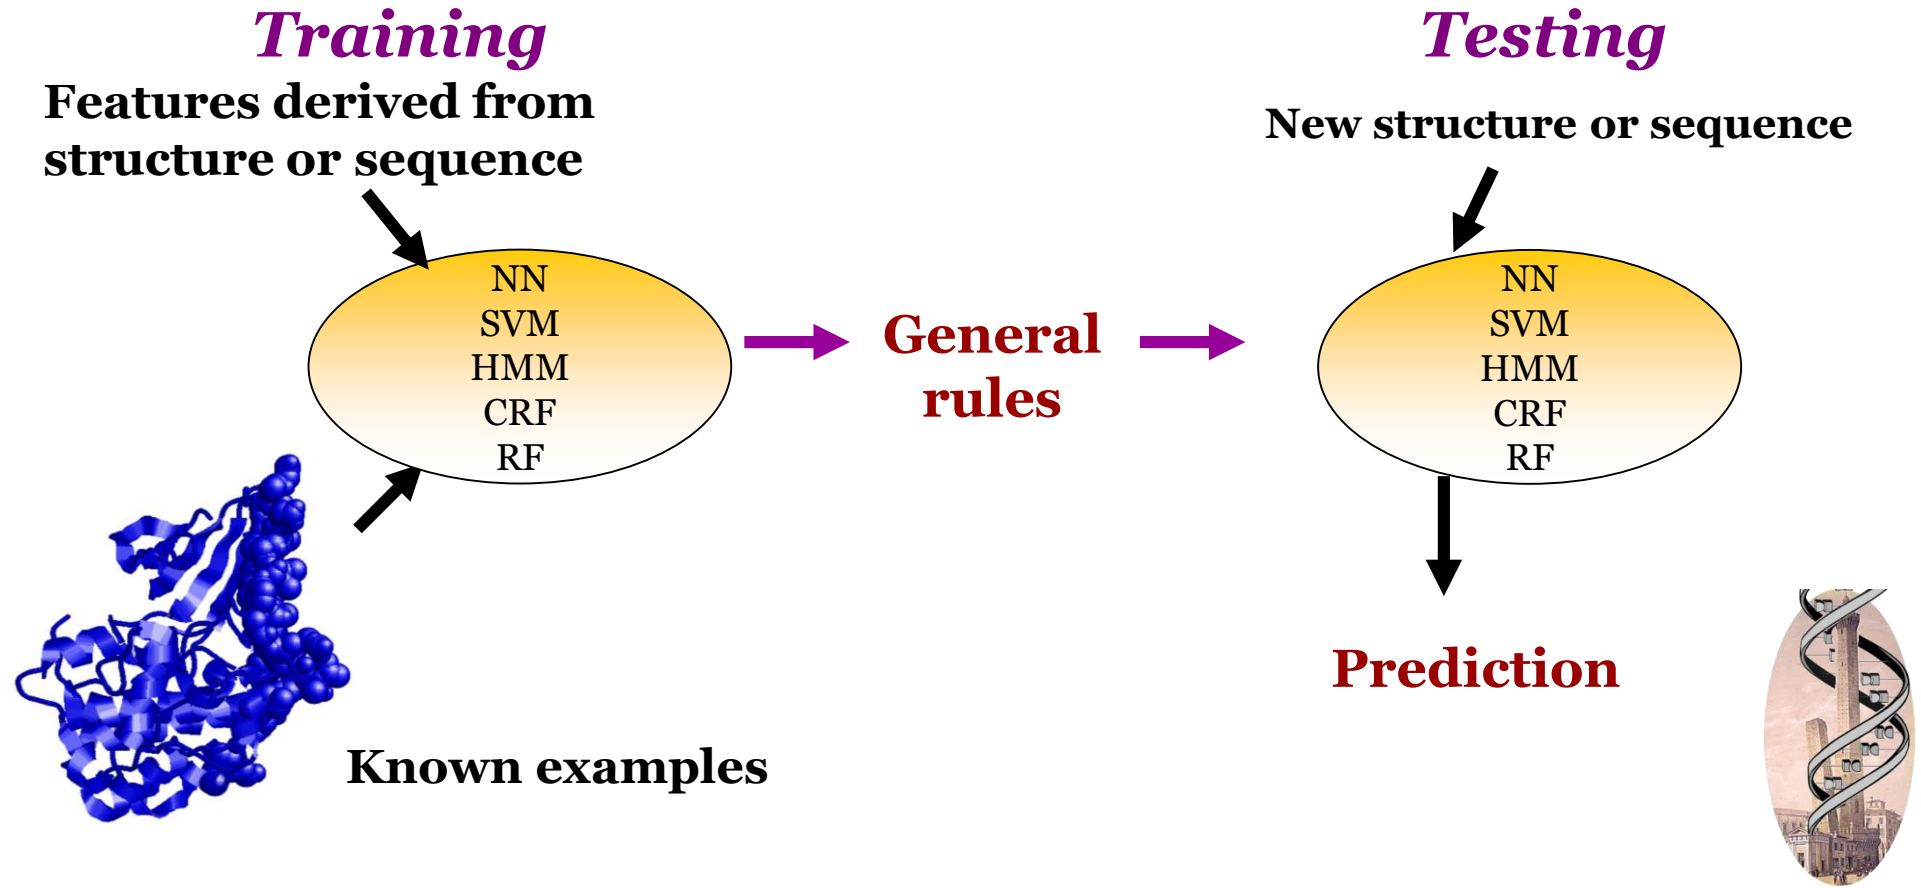 Training
Features derived from
structure or sequence
NN
SVM
HMM
CRF
RF
Known examples
General
rules
Testing
New structure or sequence
NN
SVM
HMM
CRF
RF
Prediction